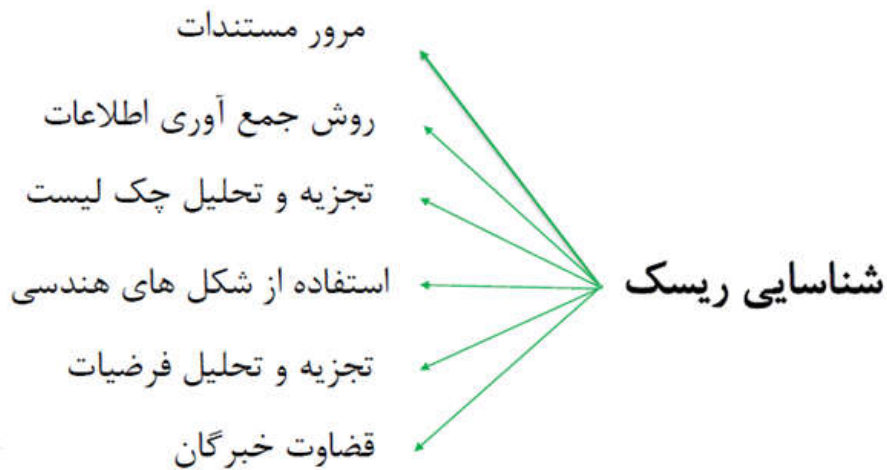 شناسایی ریسک
مرور مستندات
روش جمع آوری اطلاعات
تجزیه و تحلیل چک لیست
استفاده از شکل های هندسی
تجزیه و تحلیل فرضیات
قضاوت خبرگان